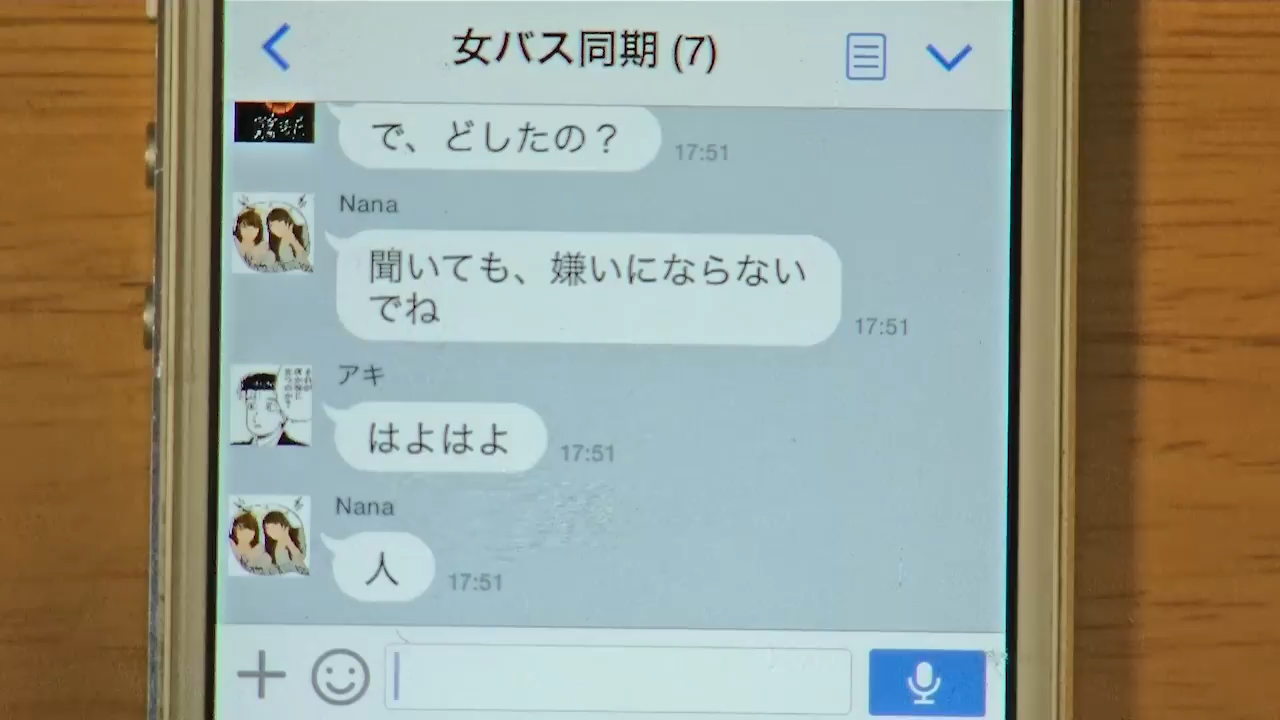 女バス同期 (7)
で、どしたの？
17:51
Nana
聞いても、嫌いにならない
でね
17:51
アキ
はよはよ
17:51
Nana
人
17:51